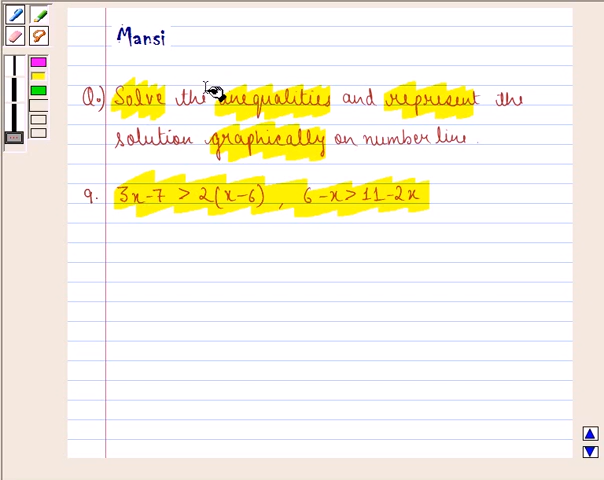 Mansi
Q.) Solve the inequalities and represent the
solution graphically on number line.
9. 3x-7 > 2(x-6) , 6-x > 11-2x